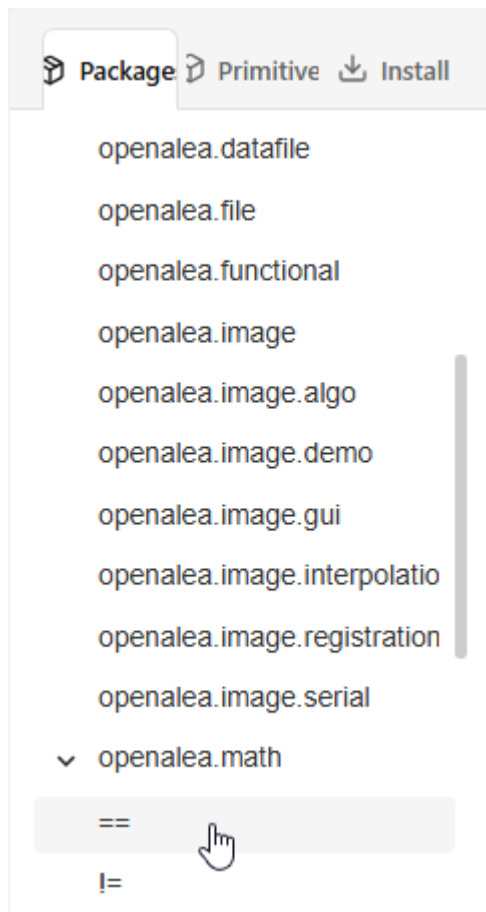 Package Primitive Install
openalea.datafile
openalea.file
openalea.functional
openalea.image
openalea.image.algo
openalea.image.demo
openalea.image.gui
openalea.image.interpolatio
openalea.image.registration
openalea.image.serial
openalea.math
==
!=